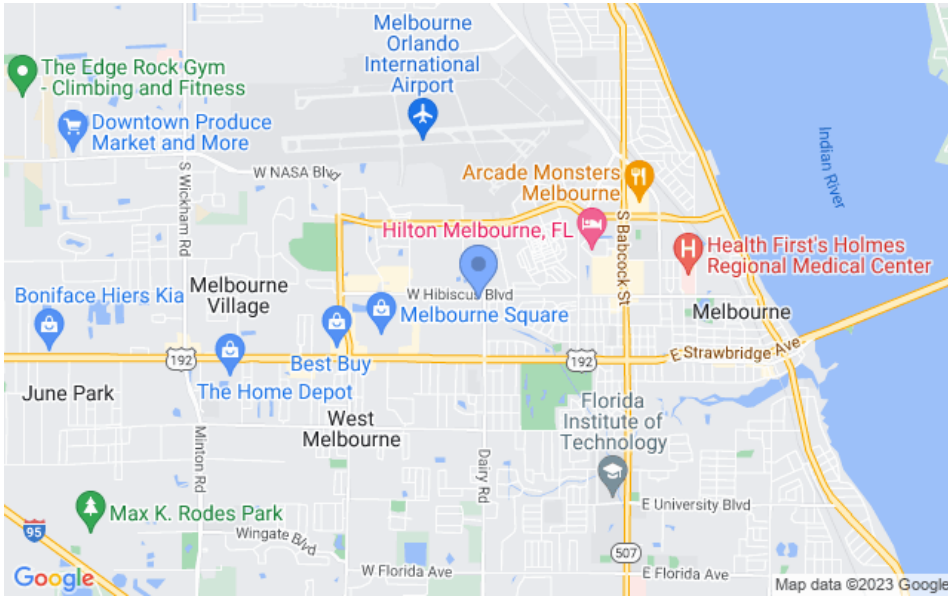 Melbourne
Orlando
International
Airport
The Edge Rock Gym
- Climbing and Fitness
Downtown Produce
Market and More
S Wickham Rd
W NASA Blvd
Arcade Monsters
Melbourne
Indian River
Hilton Melbourne, FL
S Babcock St
Health First's Holmes
Regional Medical Center
Melbourne
Village
Boniface Hiers Kia
W Hibiscus Blvd
Melbourne Square
Melbourne
E Strawbridge Ave
192
Best Buy
192
The Home Depot
June Park
West
Melbourne
Florida
Institute of
Technology
Minton Rd
Dairy Rd
Max K. Rodes Park
E University Blvd
95
Wingate Blvd
507
W Florida Ave
E Florida Ave
Google
Map data ©2023 Google